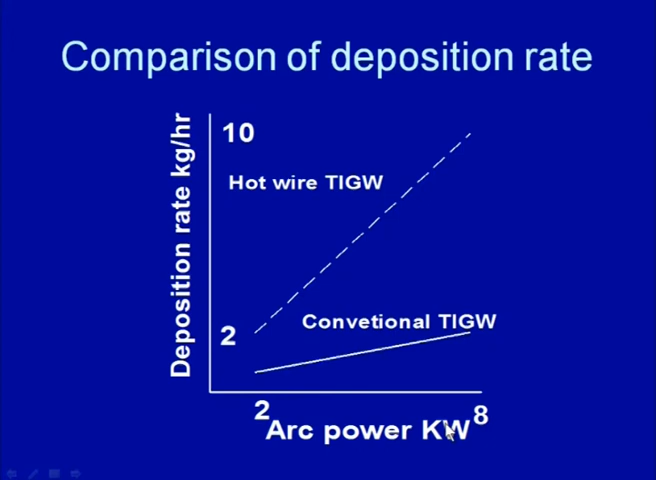 Comparison of deposition rate
Deposition rate kg/hr
10
Hot wire TIGW
Convetional TIGW
2
2
8
Arc power KW